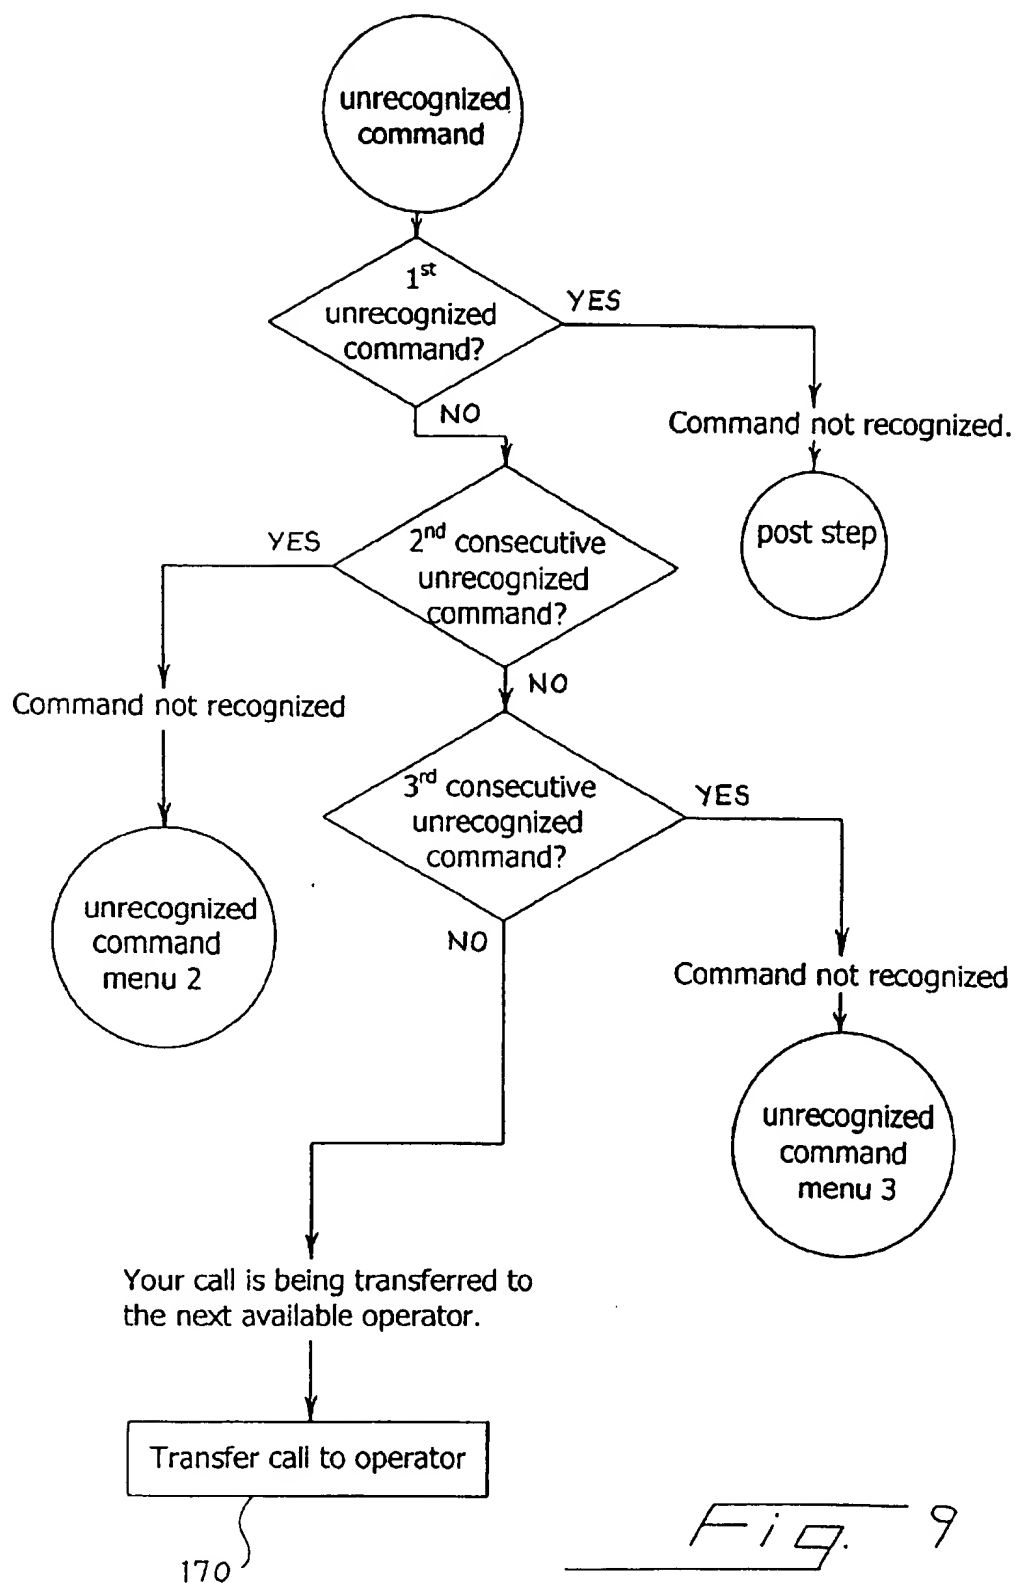 unrecognized
command
1st
unrecognized
command?
YES
NO
Command not recognized.
post step
2nd consecutive
unrecognized
command?
YES
NO
Command not recognized
unrecognized
command
menu 2
3rd consecutive
unrecognized
command?
YES
NO
Command not recognized
unrecognized
command
menu 3
Your call is being transferred to
the next available operator.
Transfer call to operator
170
Fig. 9